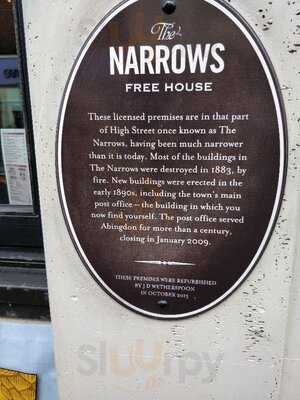 The
NARROWS
FREE HOUSE
These licensed premises are in that part
of High Street once known as The
Narrows, having been much narrower
than it is today. Most of the buildings in
The Narrows were destroyed in 1883, by
fire. New buildings were erected in the
early 1890s, including the town's main
post office – the building in which you
now find yourself. The post office served
Abingdon for more than a century,
closing in January 2009.
THESE PREMISES WERE REFURBISHED
BY J D WETHERSPOON
IN OCTOBER 2013
Sluurpy